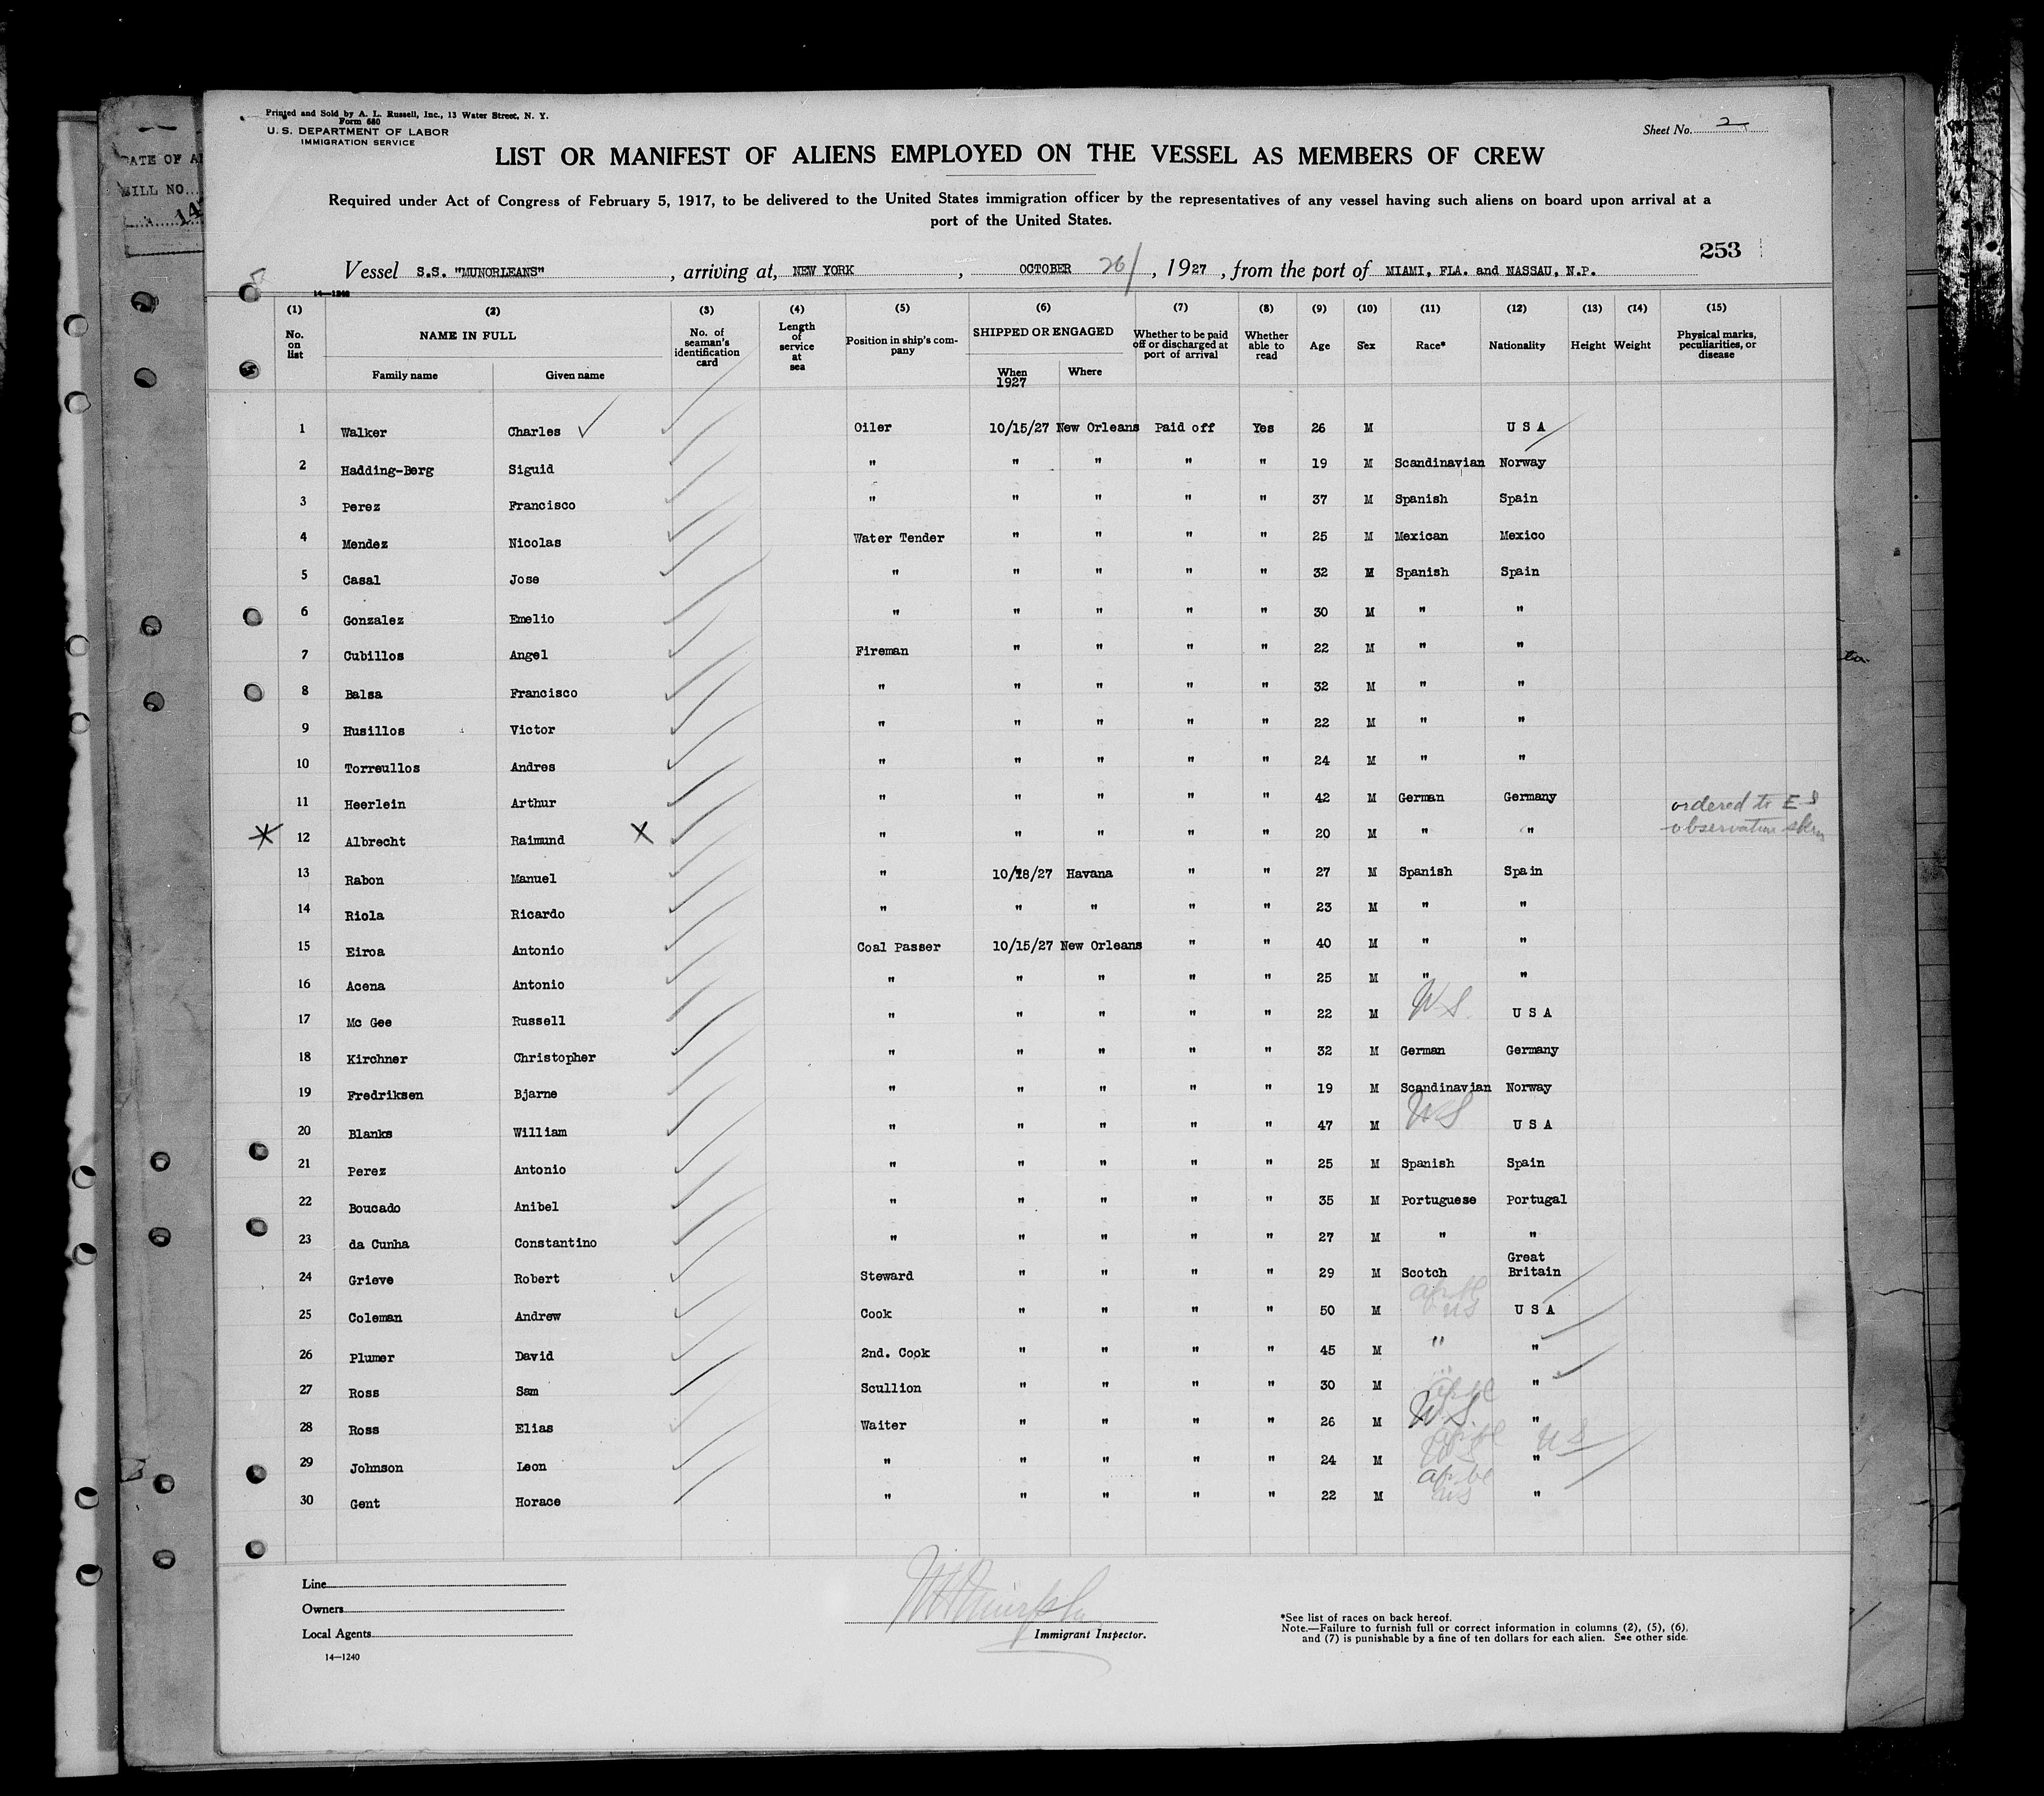 Printed and Sold by A. L. Russell, Inc., 13 Water Street, N. Y.
Form 680
U. S. DEPARTMENT OF LABOR
IMMIGRATION SERVICE
Sheet No. 2
LIST OR MANIFEST OF ALIENS EMPLOYED ON THE VESSEL AS MEMBERS OF CREW
Required under Act of Congress of February 5, 1917, to be delivered to the United States immigration officer by the representatives of any vessel having such aliens on board upon arrival at a
port of the United States.
253
Vessel S.S. "MUNORLEANS", arriving at, NEW YORK, OCTOBER 26, 1927, from the port of MIAMI, FLA. and NASSAU, N.P.
14—1240
(1) (2) (3) (4) (5) (6) (7) (8) (9) (10) (11) (12) (13) (14) (15)
No. on list NAME IN FULL No. of seaman's identification card Length of service at sea Position in ship's company SHIPPED OR ENGAGED Whether to be paid off or discharged at port of arrival Whether able to read Age Sex Race* Nationality Height Weight Physical marks, peculiarities, or disease
Family name Given name When Where
1927
1 Walker Charles Oiler 10/15/27 New Orleans Paid off Yes 26 M U S A
2 Hadding-Berg Siguid " " " " " 19 M Scandinavian Norway
3 Perez Francisco " " " " " 37 M Spanish Spain
4 Mendez Nicolas Water Tender " " " " 25 M Mexican Mexico
5 Casal Jose " " " " " 32 M Spanish Spain
6 Gonzalez Emelio " " " " " 30 M " "
7 Cubillos Angel Fireman " " " " 22 M " "
8 Balsa Francisco " " " " " 32 M " "
9 Husillos Victor " " " " " 22 M " "
10 Torreullos Andres " " " " " 24 M " "
11 Heerlein Arthur " " " " " 42 M German Germany ordered to E-I
12 Albrecht Raimund X " " " " " 20 M " " observation
13 Rabon Manuel " 10/18/27 Havana " " 27 M Spanish Spain
14 Riola Ricardo " " " " " 23 M " "
15 Eiroa Antonio Coal Passer 10/15/27 New Orleans " " 40 M " "
16 Acena Antonio " " " " " 25 M " "
17 Mc Gee Russell " " " " " 22 M U S A
18 Kirchner Christopher " " " " " 32 M German Germany
19 Fredriksen Bjarne " " " " " 19 M Scandinavian Norway
20 Blanks William " " " " " 47 M U S A
21 Perez Antonio " " " " " 25 M Spanish Spain
22 Boucado Anibel " " " " " 35 M Portuguese Portugal
23 da Cunha Constantino " " " " " 27 M " "
24 Grieve Robert Steward " " " " 29 M Scotch Great Britain
25 Coleman Andrew Cook " " " " 50 M US U S A
26 Plumer David 2nd. Cook " " " " 45 M " "
27 Ross Sam Scullion " " " " 30 M "
28 Ross Elias Waiter " " " " 26 M "
29 Johnson Leon " " " " " 24 M US "
30 Gent Horace " " " " " 22 M US "
Line
Owners
Local Agents
14—1240
Immigrant Inspector.
*See list of races on back hereof.
Note.—Failure to furnish full or correct information in columns (2), (5), (6),
and (7) is punishable by a fine of ten dollars for each alien. See other side.